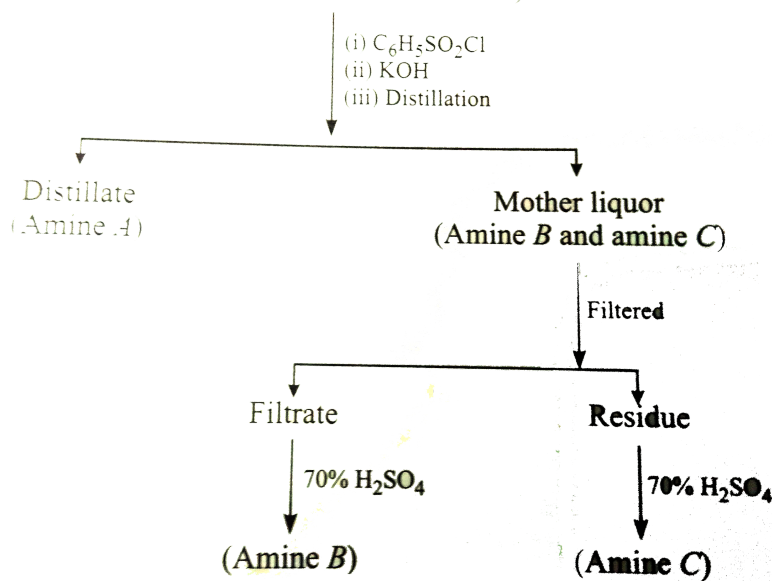 (i) C₆H₅SO₂Cl
(ii) KOH
(iii) Distillation
Distillate
(Amine A)
Mother liquor
(Amine B and amine C)
Filtered
Filtrate
Residue
70% H₂SO₄
70% H₂SO₄
(Amine B)
(Amine C)